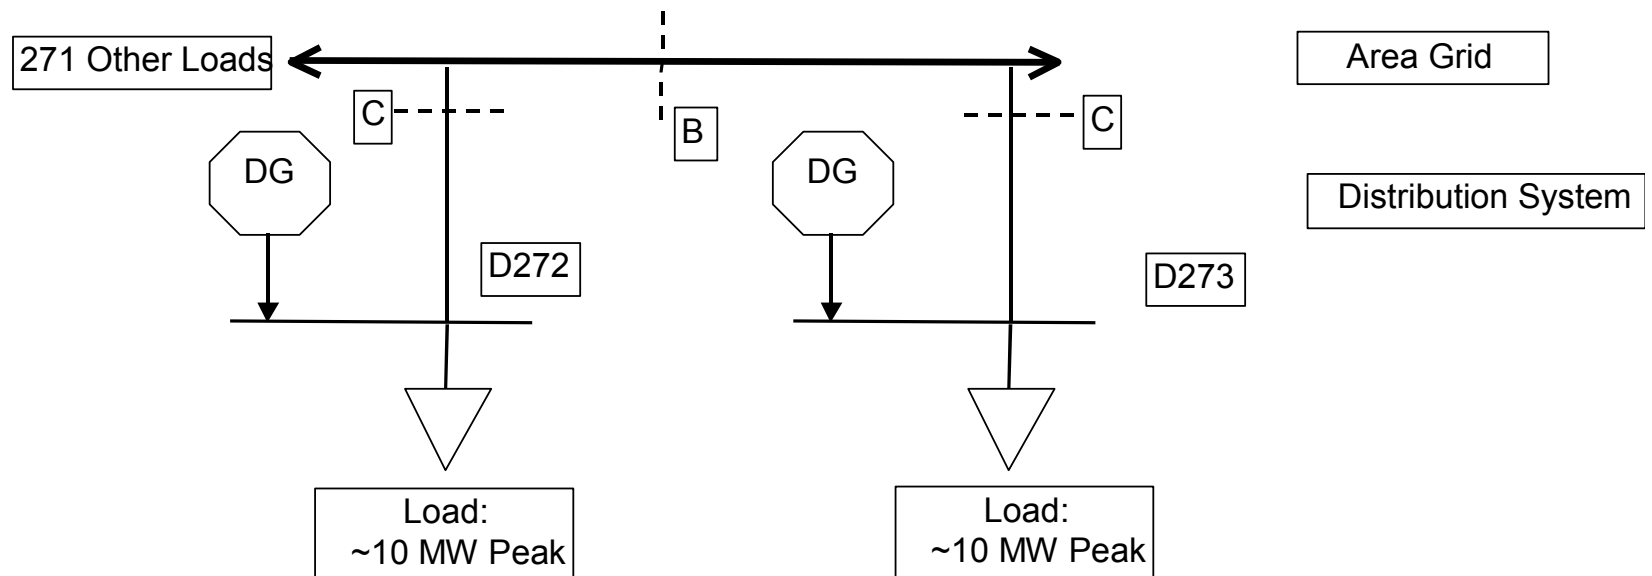 271 Other Loads
Area Grid
C
B
C
DG
DG
Distribution System
D272
D273
Load:
~10 MW Peak
Load:
~10 MW Peak